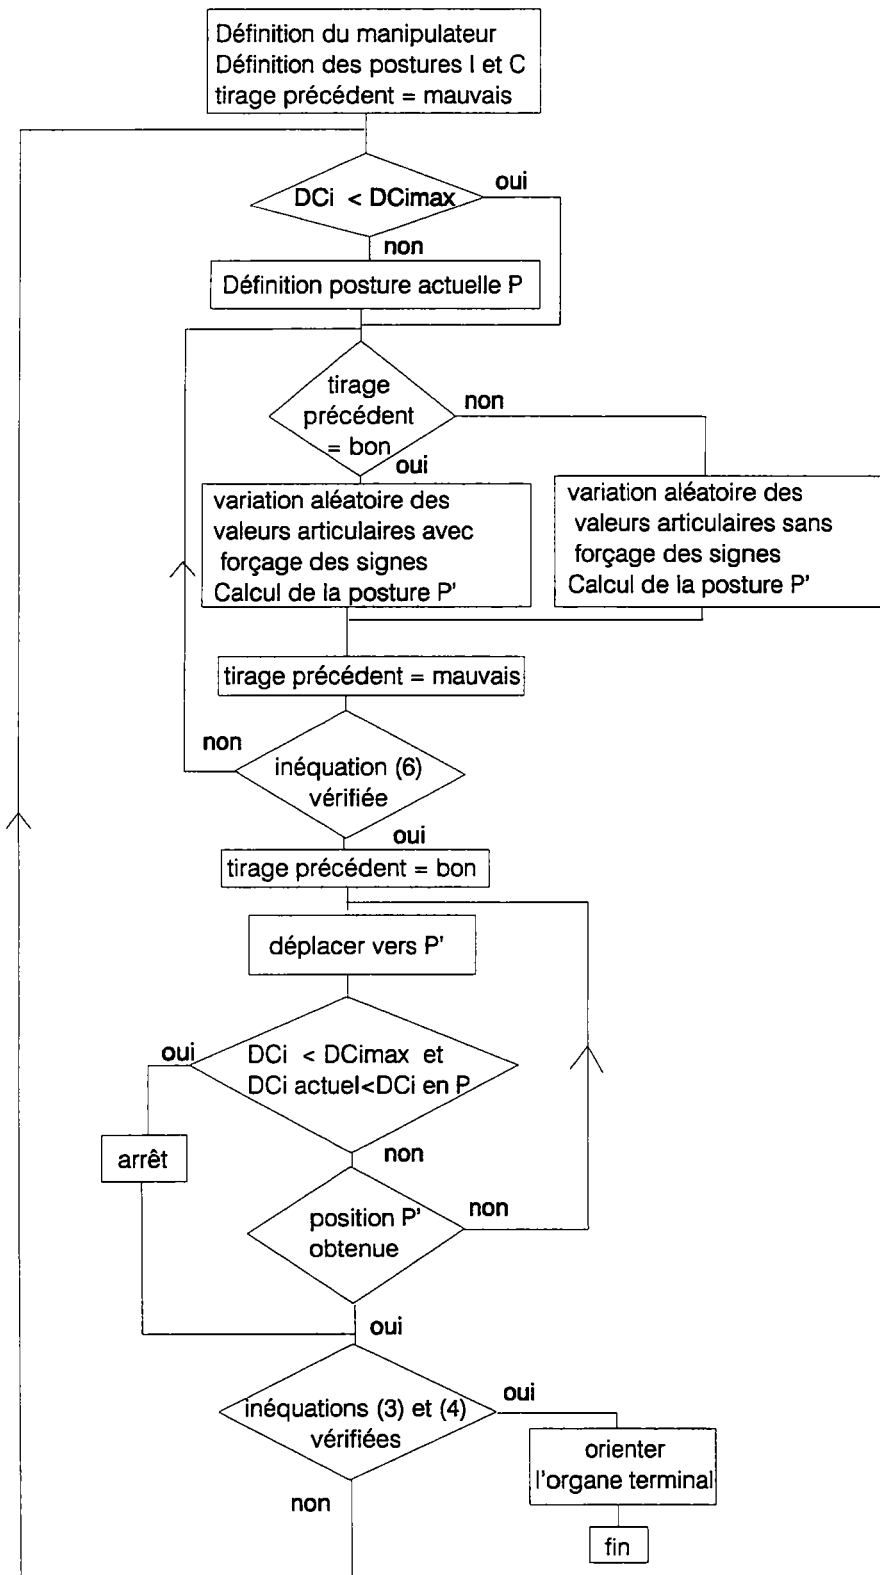 Définition du manipulateur
Définition des postures I et C
tirage précédent = mauvais
DCi < DCimax
oui
non
Définition posture actuelle P
tirage
précédent
= bon
non
oui
variation aléatoire des
valeurs articulaires avec
forçage des signes
Calcul de la posture P'
variation aléatoire des
valeurs articulaires sans
forçage des signes
Calcul de la posture P'
tirage précédent = mauvais
non
inéquation (6)
vérifiée
oui
tirage précédent = bon
déplacer vers P'
oui
DCi < DCimax et
DCi actuel<DCi en P
arrêt
non
position P'
obtenue
non
oui
inéquations (3) et (4)
vérifiées
oui
non
orienter
l'organe terminal
fin